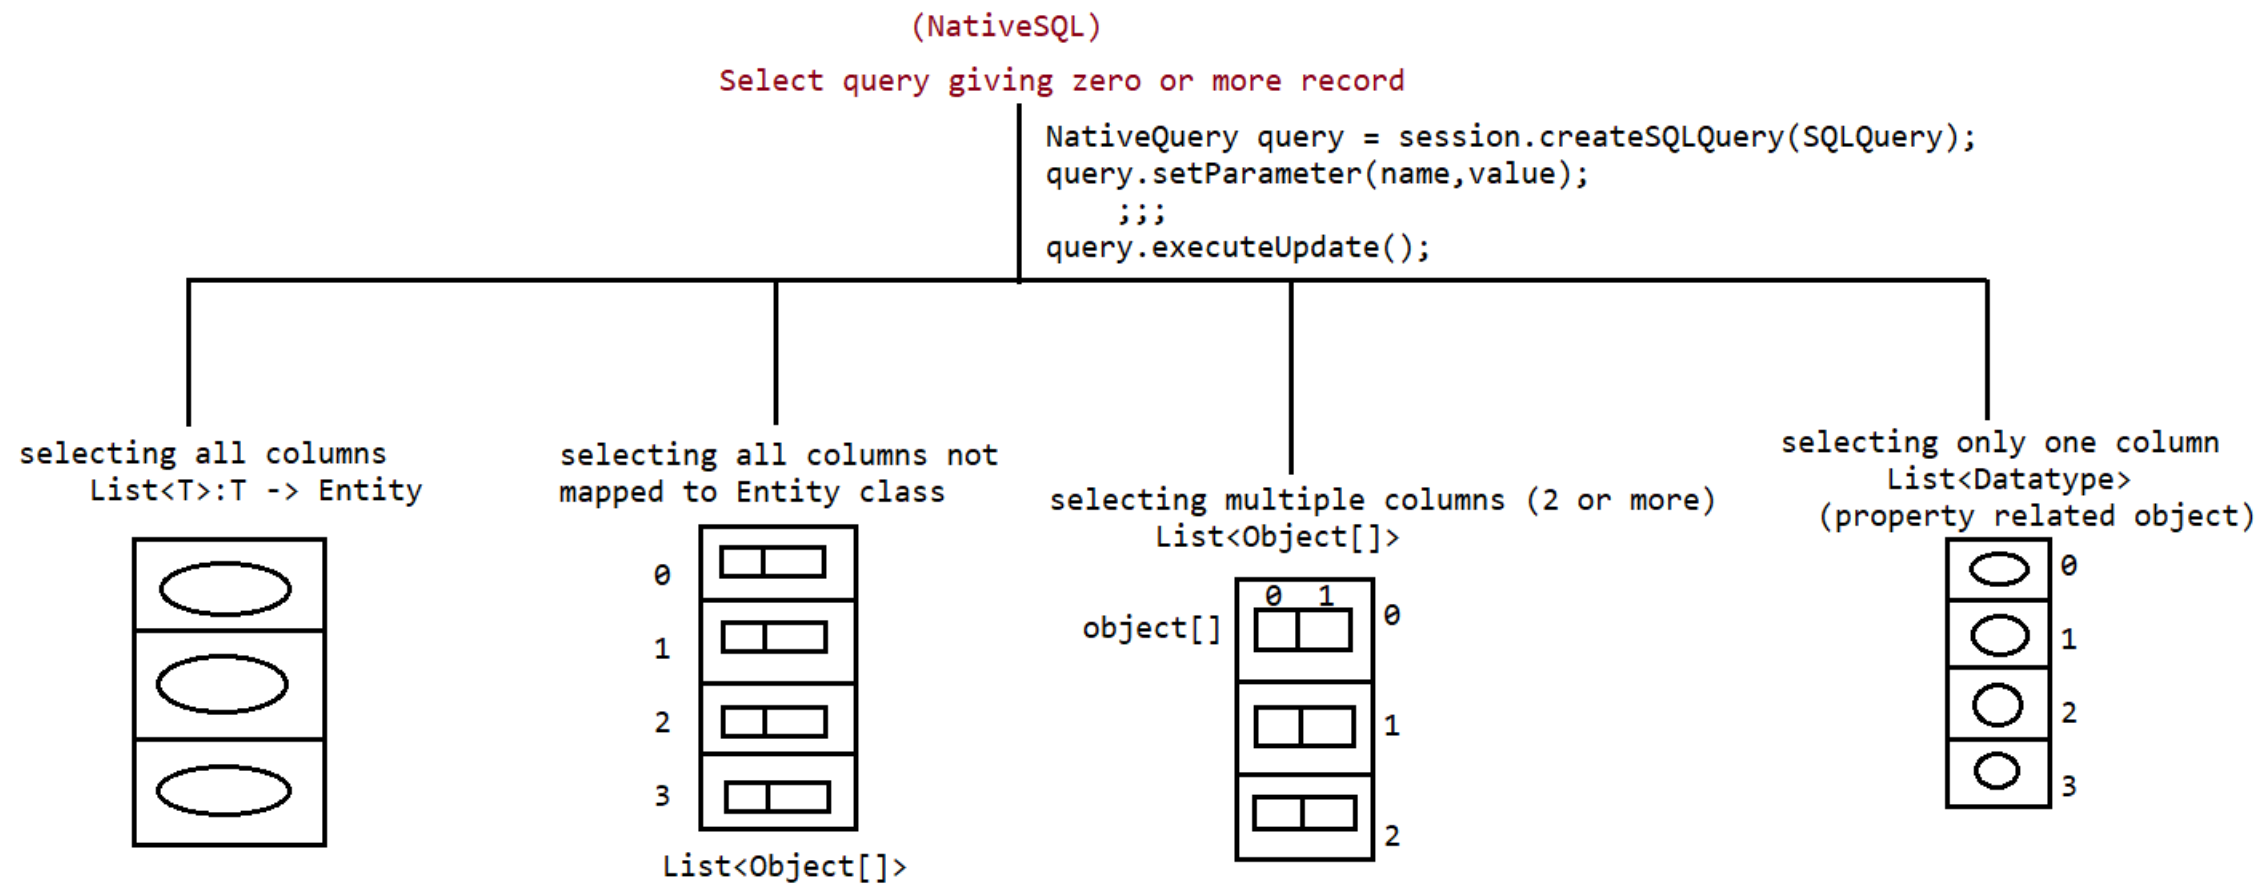 (NativeSQL)
Select query giving zero or more record
NativeQuery query = session.createSQLQuery(SQLQuery);
query.setParameter(name,value);
;;;
query.executeUpdate();
selecting all columns
List<T>:T -> Entity
selecting all columns not
mapped to Entity class
0
1
2
3
List<Object[]>
selecting multiple columns (2 or more)
List<Object[]>
0 1
object[]
0
1
2
selecting only one column
List<Datatype>
(property related object)
0
1
2
3